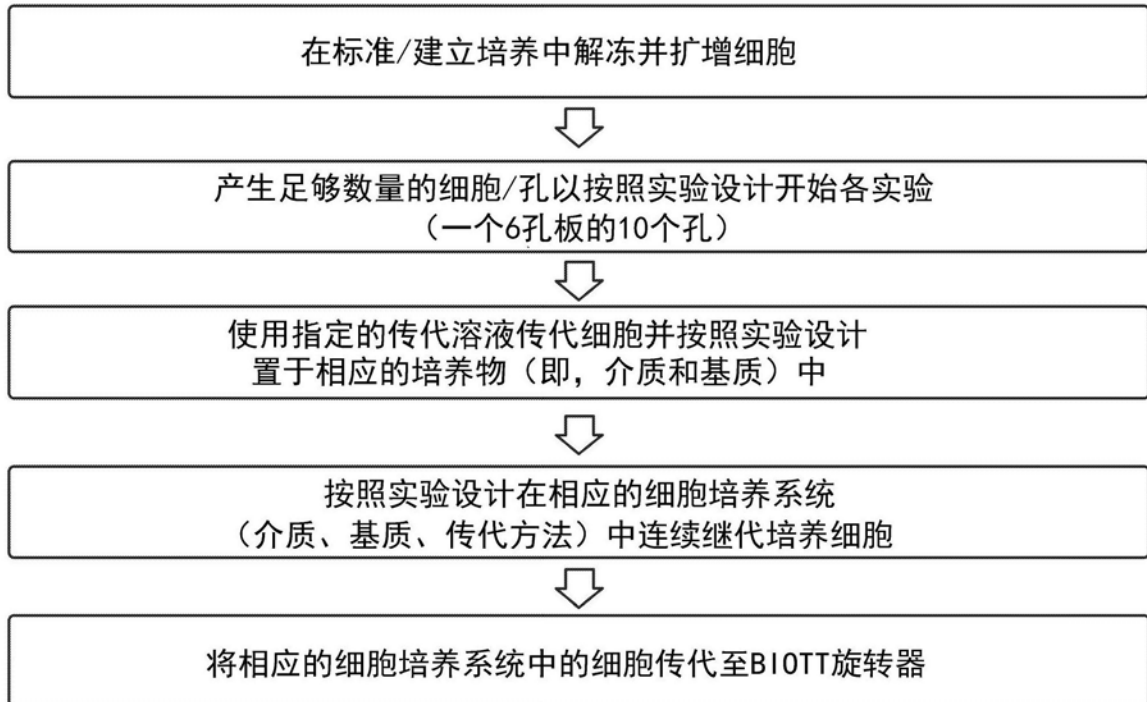 在标准/建立培养中解冻并扩增细胞
产生足够数量的细胞/孔以按照实验设计开始各实验
（一个6孔板的10个孔）
使用指定的传代溶液传代细胞并按照实验设计
置于相应的培养物（即，介质和基质）中
按照实验设计在相应的细胞培养系统
（介质、基质、传代方法）中连续继代培养细胞
将相应的细胞培养系统中的细胞传代至BIOTT旋转器